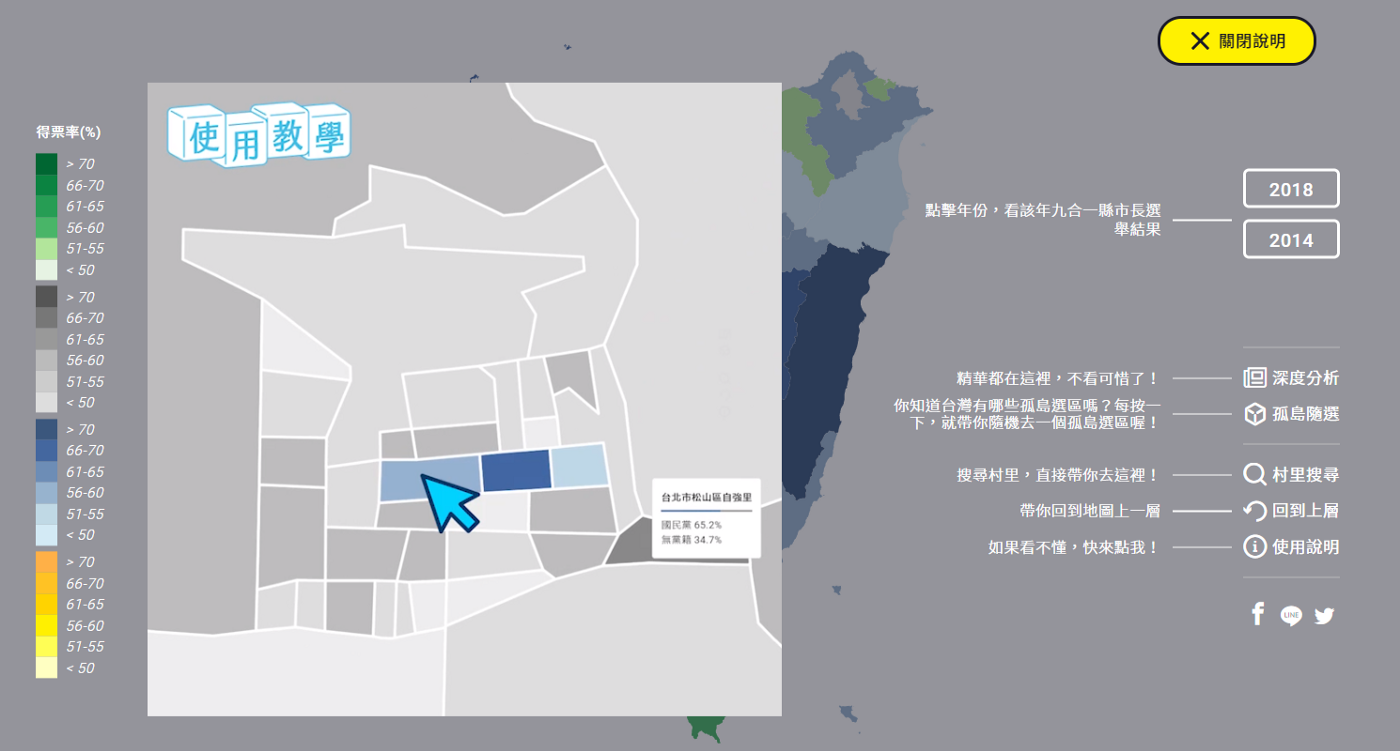 關閉說明
使用教學
得票率(%)
> 70
66-70
61-65
56-60
51-55
< 50
> 70
66-70
61-65
56-60
51-55
< 50
> 70
66-70
61-65
56-60
51-55
< 50
> 70
66-70
61-65
56-60
51-55
< 50
台北市松山區自強里
國民黨 65.2%
無黨籍 34.7%
2018
點擊年份，看該年九合一縣市長選
舉結果
2014
精華都在這裡，不看可惜了！
深度分析
你知道台灣有哪些孤島選區嗎？每按一
下，就帶你隨機去一個孤島選區喔！
孤島隨選
搜尋村里，直接帶你去這裡！
村里搜尋
帶你回到地圖上一層
回到上層
如果看不懂，快來點我！
使用說明
LINE